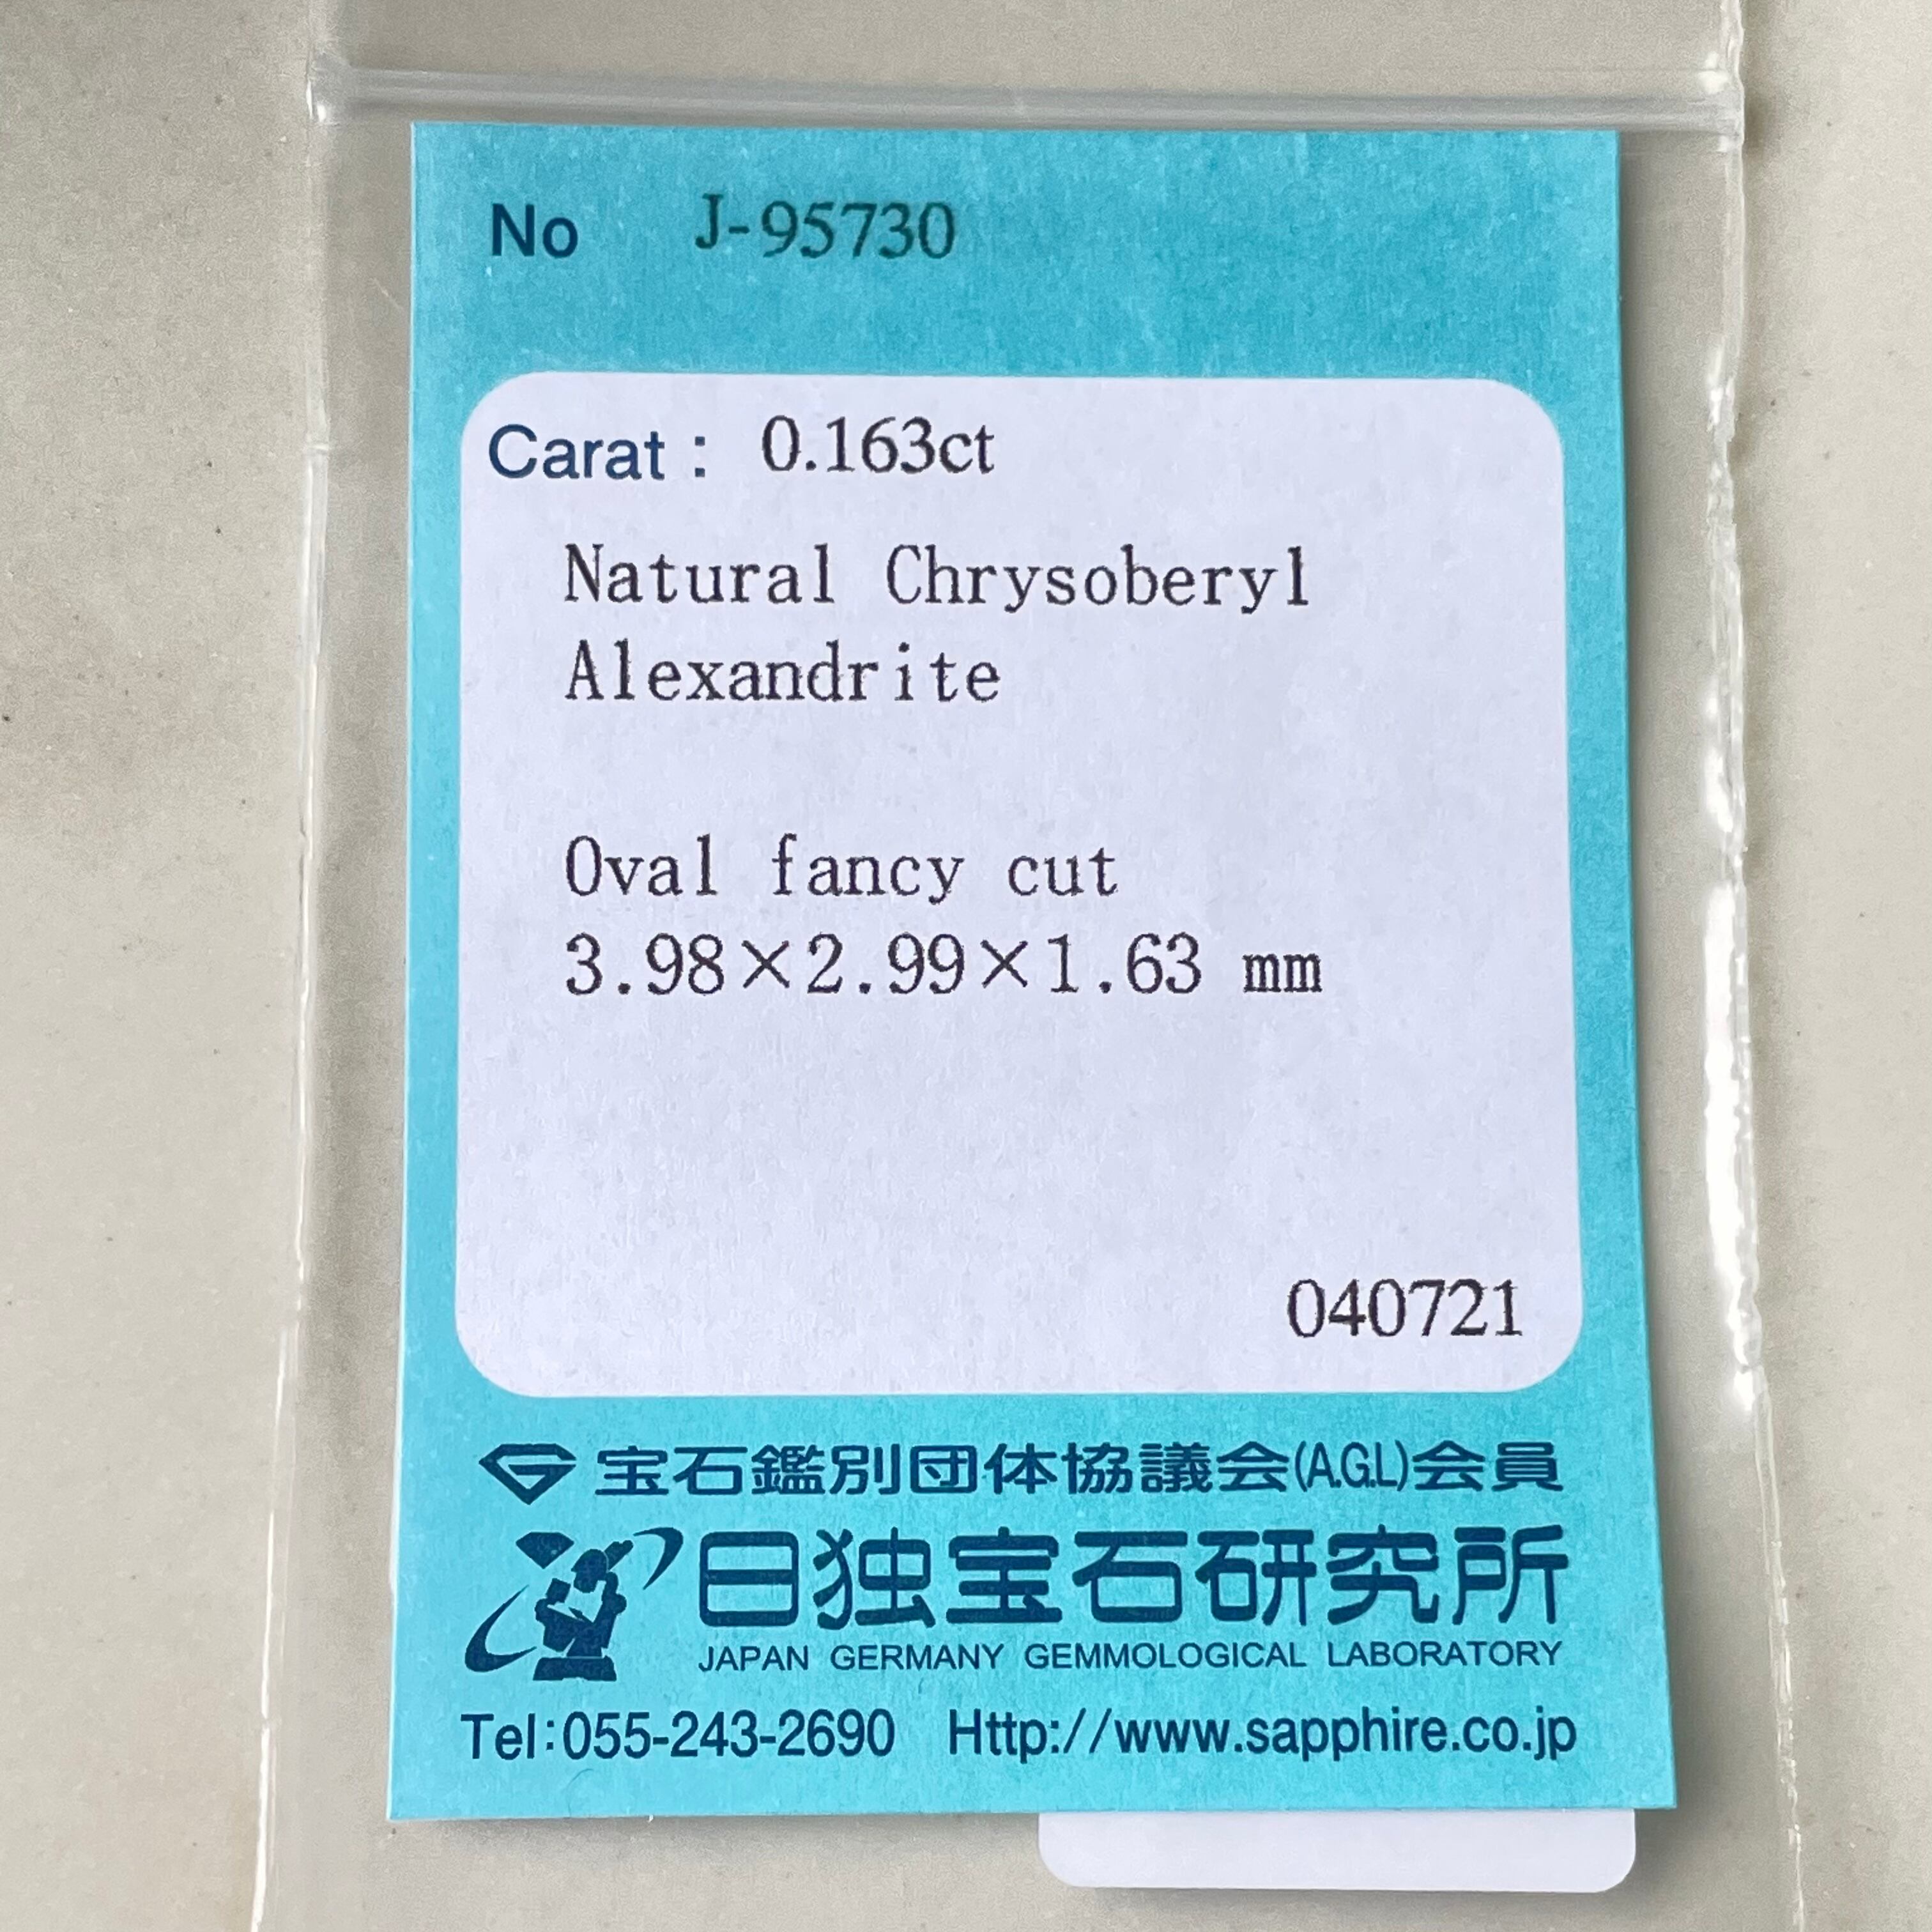 No J-95730
Carat : 0.163ct
Natural Chrysoberyl
Alexandrite
Oval fancy cut
3.98×2.99×1.63 mm
040721
宝石鑑別団体協議会(A.G.L)会員
日独宝石研究所
JAPAN GERMANY GEMMOLOGICAL LABORATORY
Tel:055-243-2690 Http://www.sapphire.co.jp